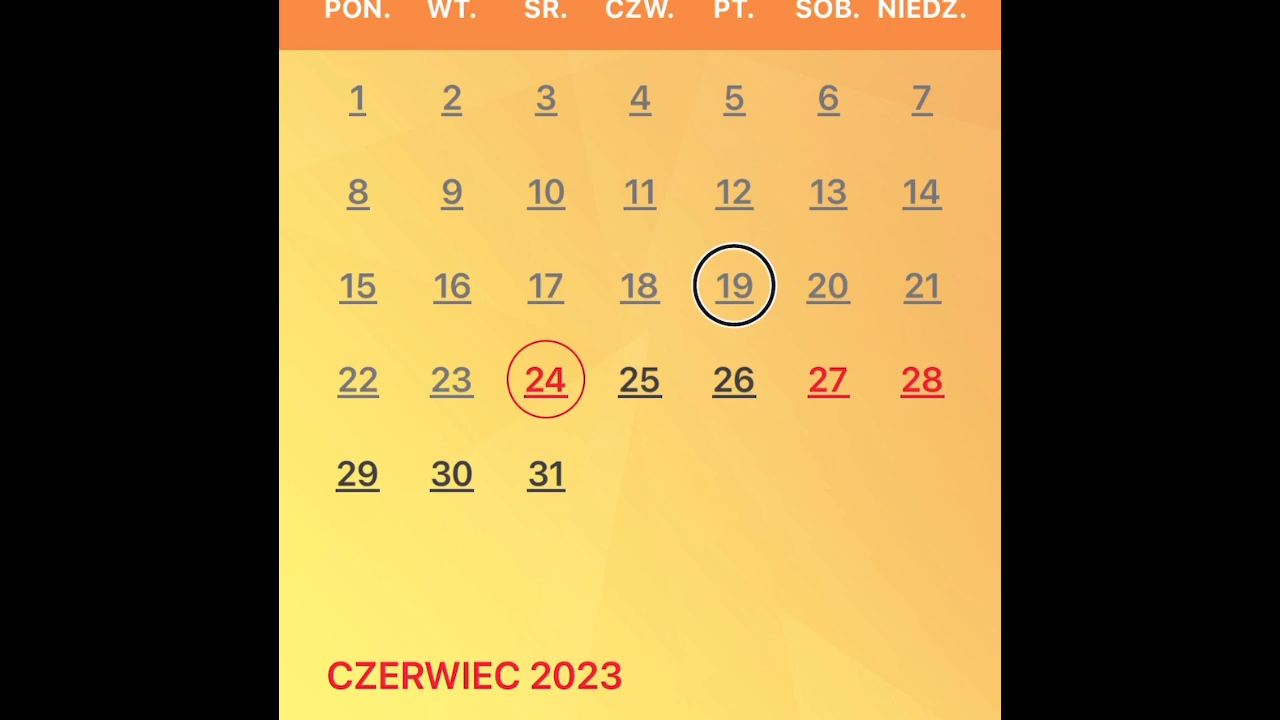 PON. WT. ŚR. CZW. PT. SOB. NIEDZ.
1 2 3 4 5 6 7
8 9 10 11 12 13 14
15 16 17 18 19 20 21
22 23 24 25 26 27 28
29 30 31
CZERWIEC 2023